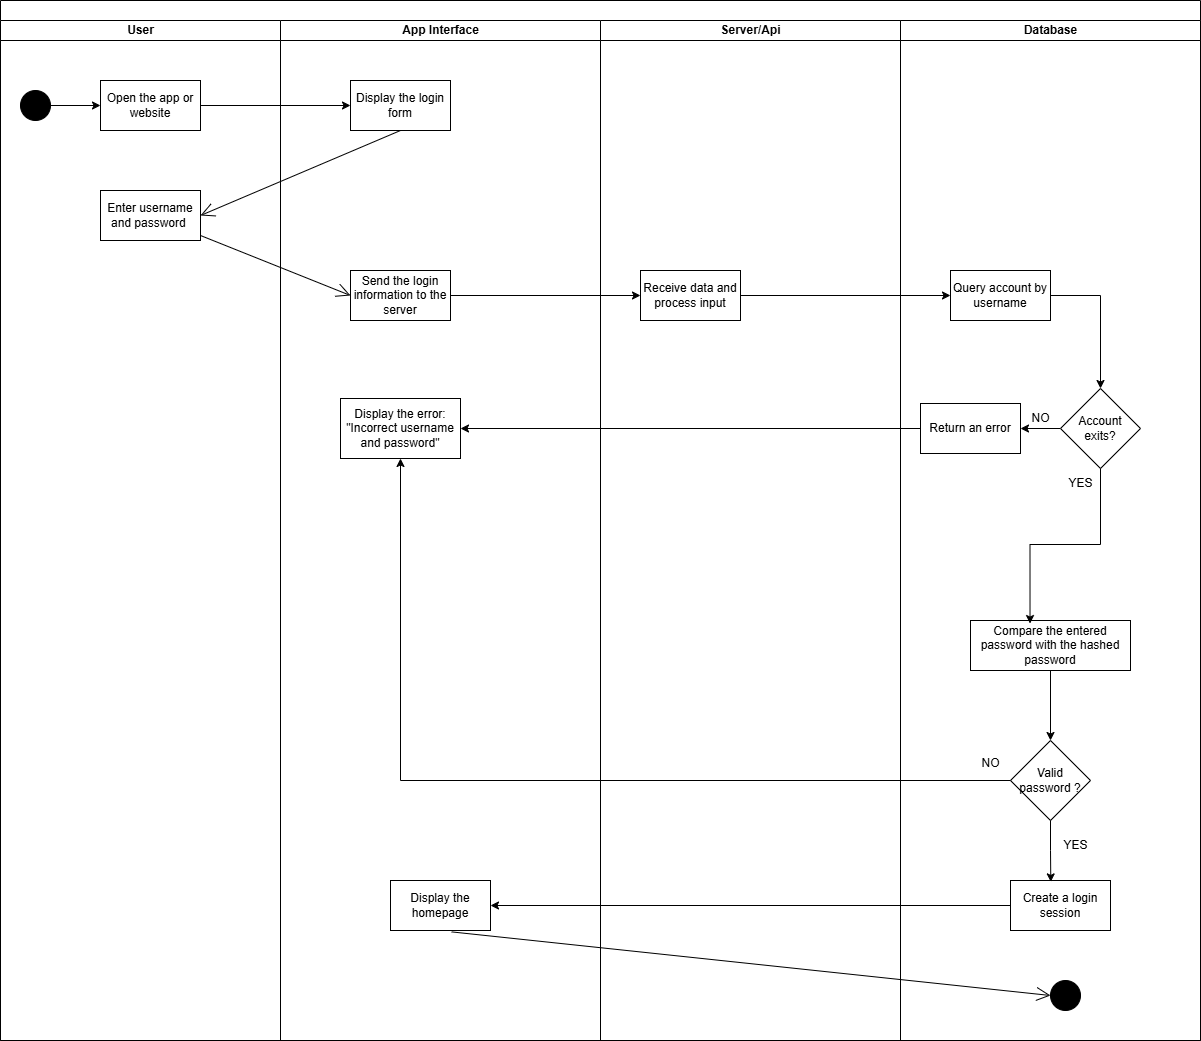 User
App Interface
Server/Api
Database
Open the app or
website
Display the login
form
Enter username
and password
Send the login
information to the
server
Receive data and
process input
Query account by
username
Display the error:
"Incorrect username
and password"
Return an error
NO
Account
exits?
YES
Compare the entered
password with the hashed
password
NO
Valid
password ?
YES
Display the
homepage
Create a login
session